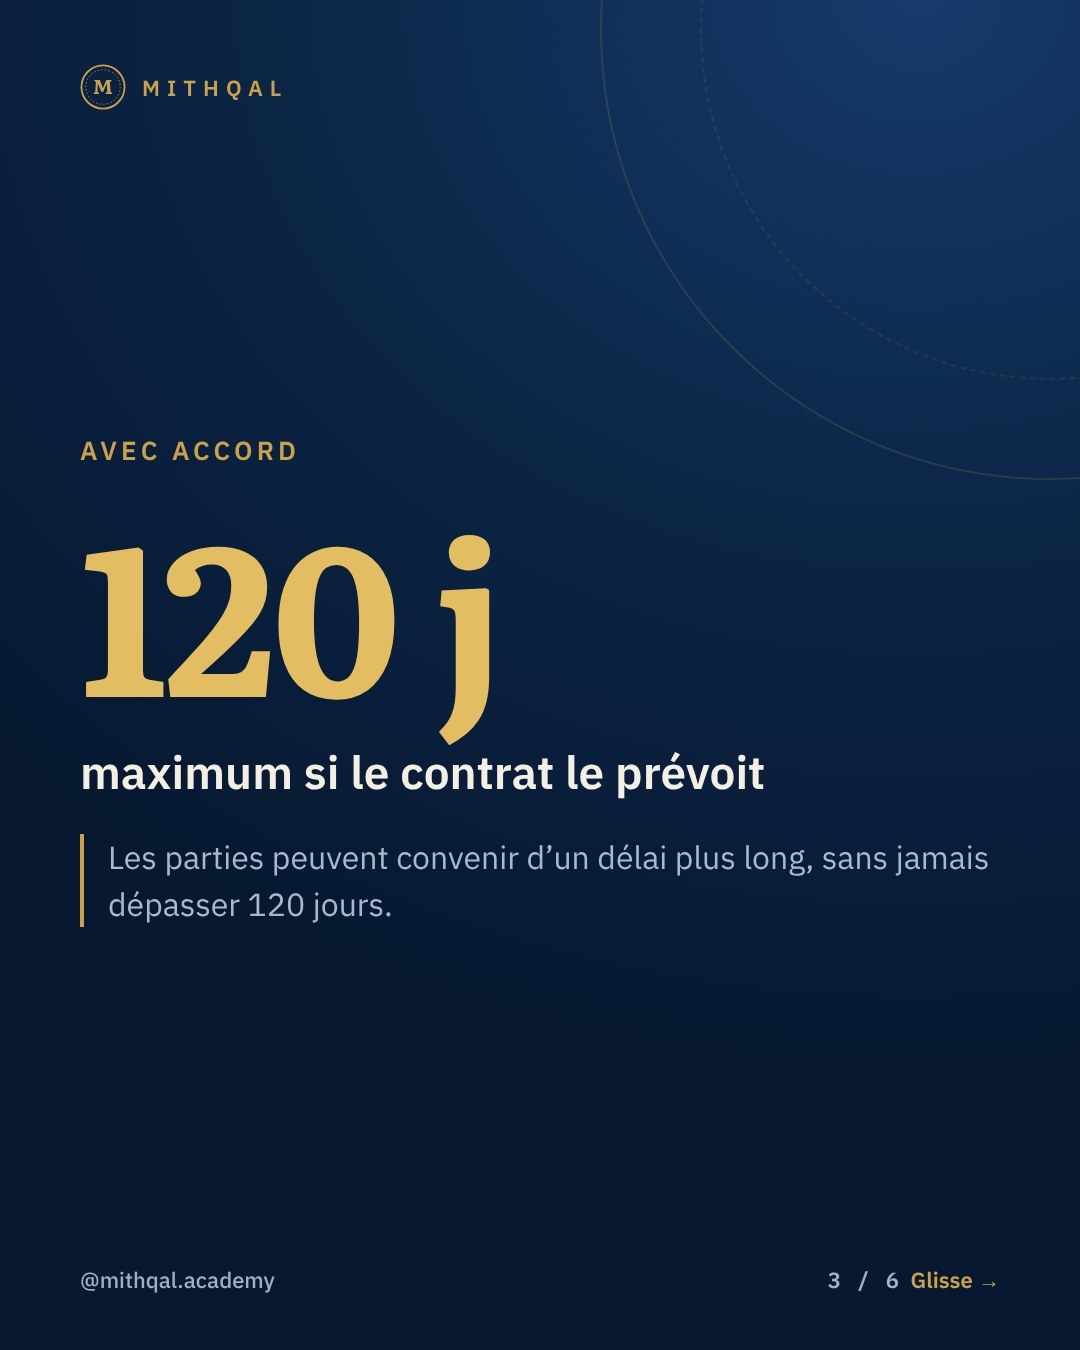 M MITHQAL
AVEC ACCORD
120 j
maximum si le contrat le prévoit
Les parties peuvent convenir d’un délai plus long, sans jamais
dépasser 120 jours.
@mithqal.academy
3 / 6 Glisse →